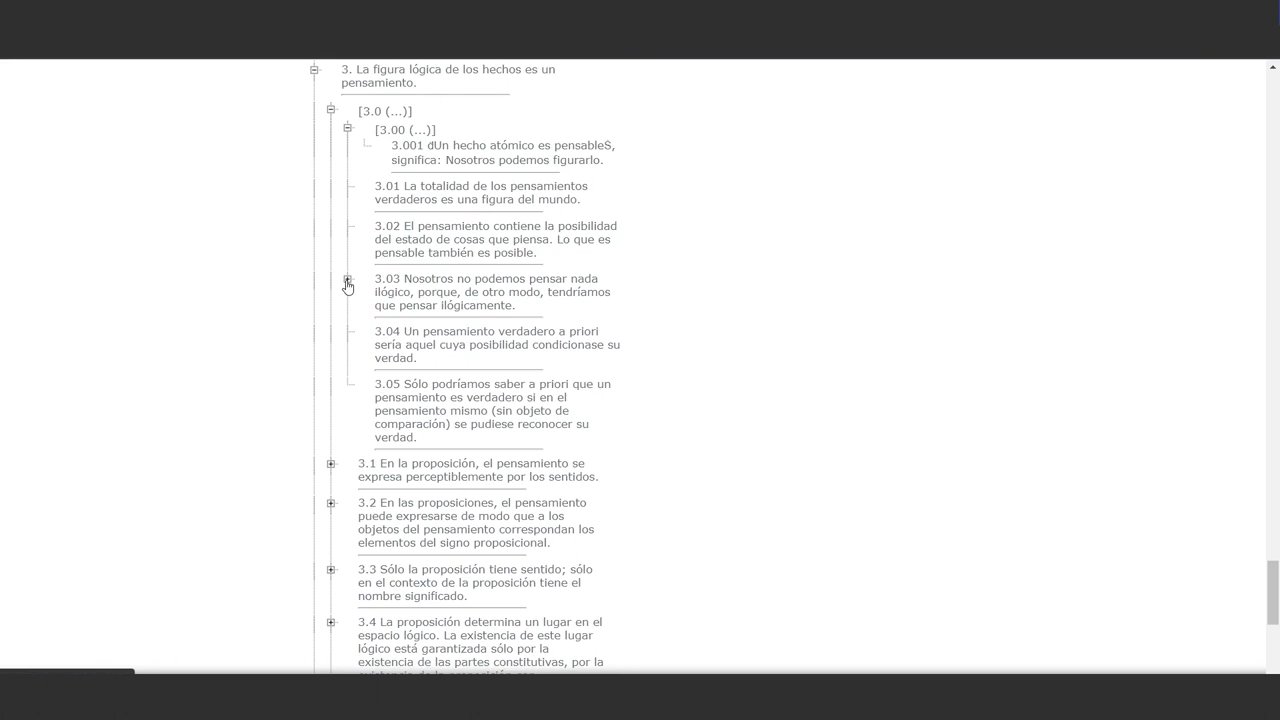 3. La figura lógica de los hechos es un
pensamiento.
[3.0 (...)]
[3.00 (...)]
3.001 dUn hecho atómico es pensableS,
significa: Nosotros podemos figurarlo.
3.01 La totalidad de los pensamientos
verdaderos es una figura del mundo.
3.02 El pensamiento contiene la posibilidad
del estado de cosas que piensa. Lo que es
pensable también es posible.
3.03 Nosotros no podemos pensar nada
ilógico, porque, de otro modo, tendríamos
que pensar ilógicamente.
3.04 Un pensamiento verdadero a priori
sería aquel cuya posibilidad condicionase su
verdad.
3.05 Sólo podríamos saber a priori que un
pensamiento es verdadero si en el
pensamiento mismo (sin objeto de
comparación) se pudiese reconocer su
verdad.
3.1 En la proposición, el pensamiento se
expresa perceptiblemente por los sentidos.
3.2 En las proposiciones, el pensamiento
puede expresarse de modo que a los
objetos del pensamiento correspondan los
elementos del signo proposicional.
3.3 Sólo la proposición tiene sentido; sólo
en el contexto de la proposición tiene el
nombre significado.
3.4 La proposición determina un lugar en el
espacio lógico. La existencia de este lugar
lógico está garantizada sólo por la
existencia de las partes constitutivas, por la